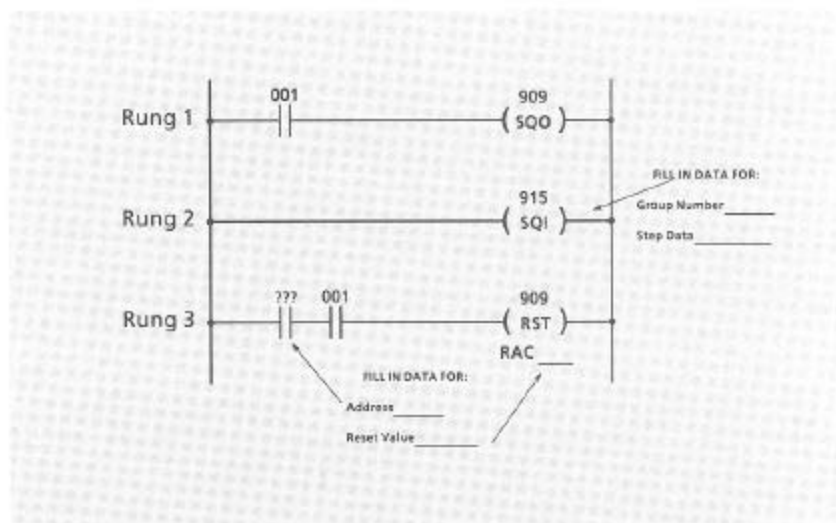 001 909
Rung 1 SQO
FILL IN DATA FOR:
915 Group Number
Rung 2 SQI
Step Data
??? 001 909
Rung 3 RST
RAC
FILL IN DATA FOR:
Address
Reset Value